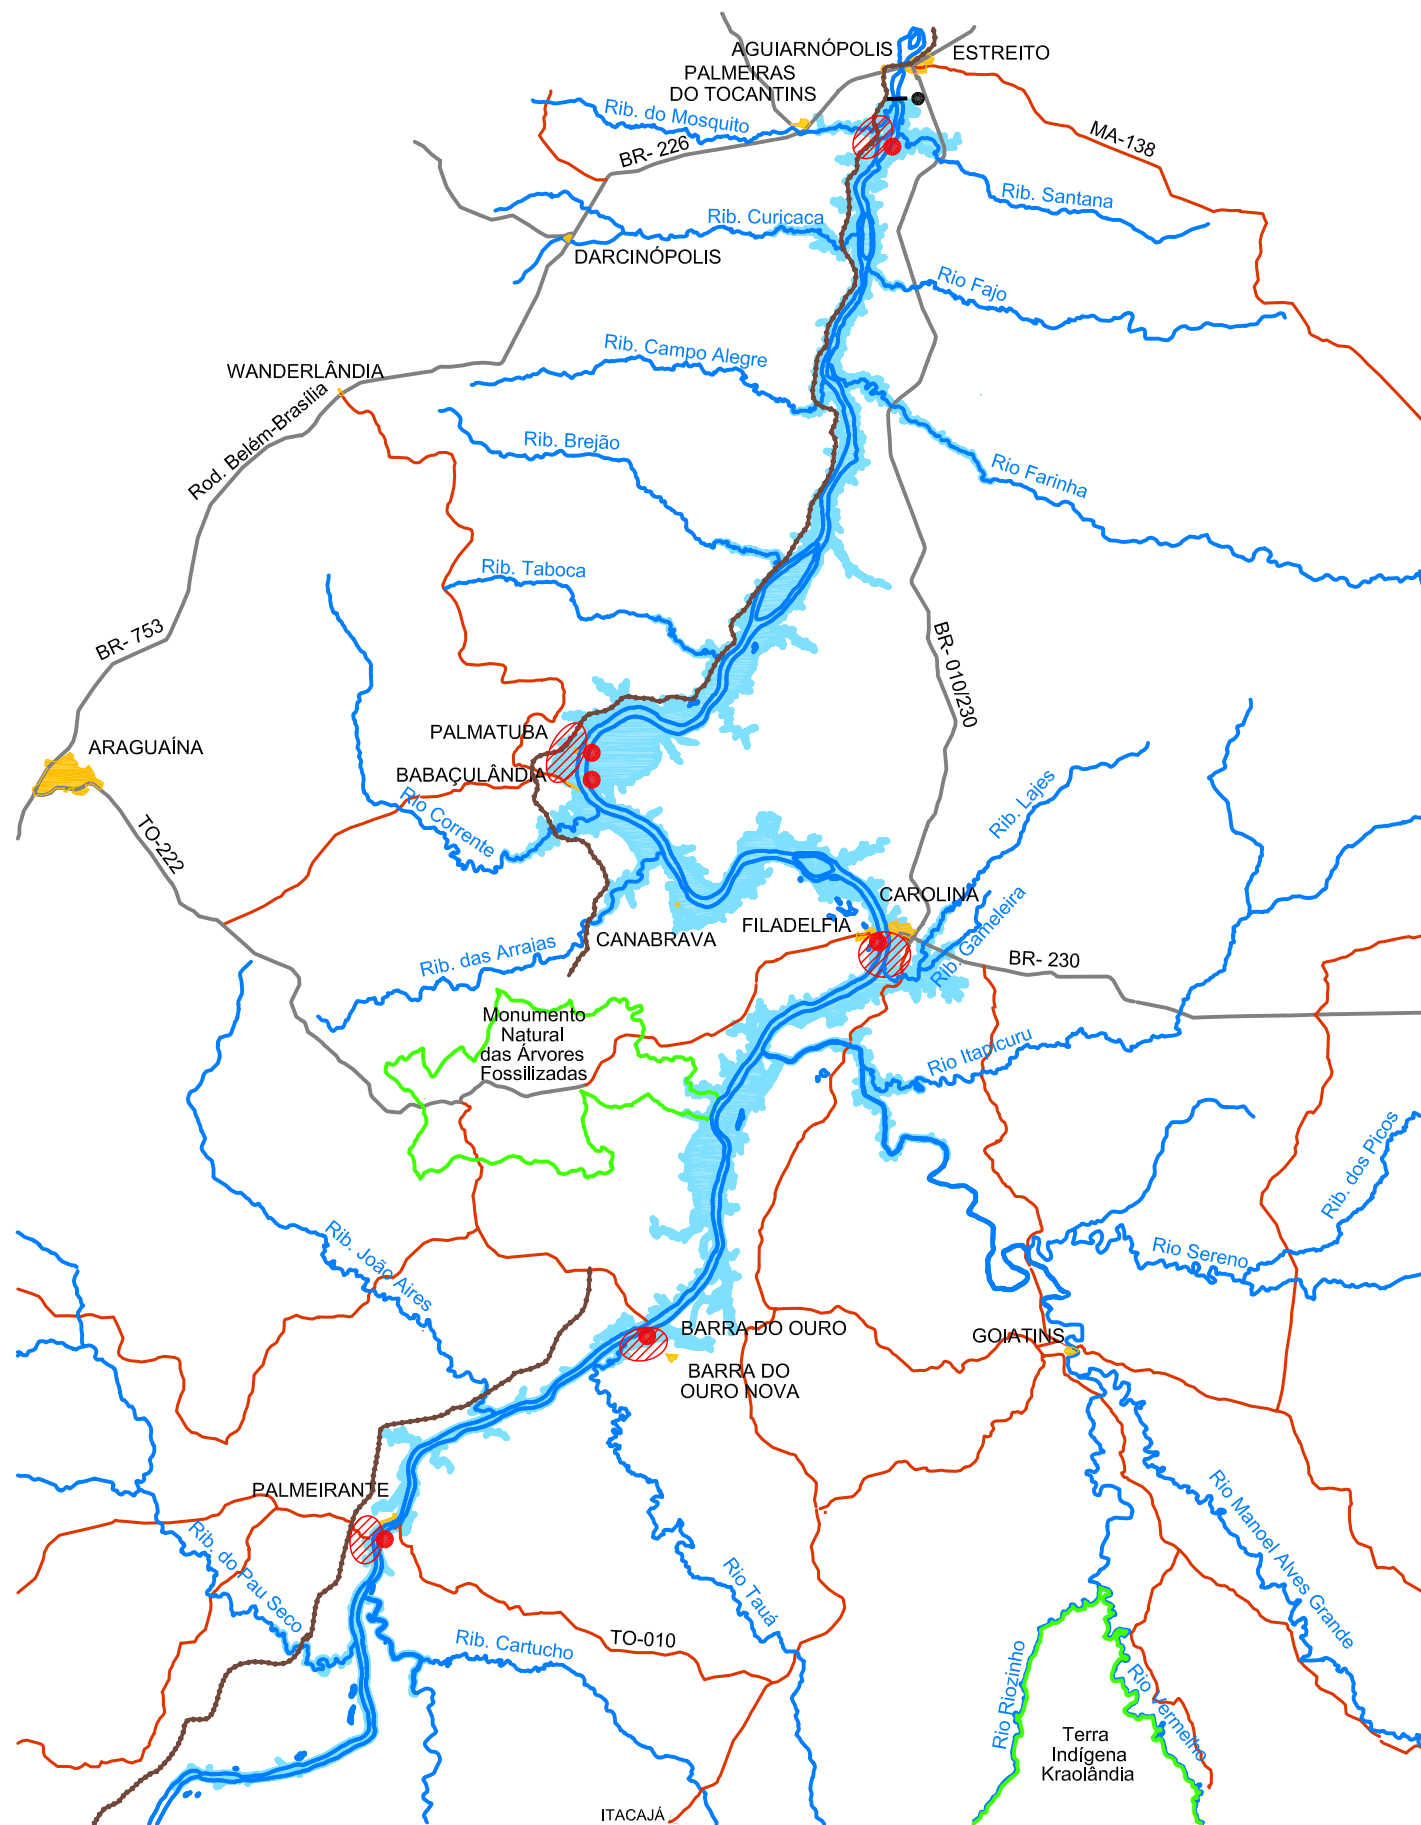 AGUIARNÓPOLIS
ESTREITO
PALMEIRAS
DO TOCANTINS
Rib. do Mosquito
BR- 226
MA-138
Rib. Santana
Rib. Curicaca
DARCINÓPOLIS
Rio Fajo
Rib. Campo Alegre
WANDERLÂNDIA
Rod. Belém-Brasília
Rib. Brejão
Rio Farinha
Rib. Taboca
BR- 753
BR- 010/230
PALMATUBA
ARAGUAÍNA
BABAÇULÂNDIA
Rio Corrente
Rib. Lajes
TO-222
CAROLINA
FILADELFIA
CANABRAVA
Rib. Gameleira
Rib. das Arraias
BR- 230
Monumento
Natural
das Árvores
Fossilizadas
Rio Itapicuru
Rib. dos Picos
Rib. João Aires
Rio Sereno
BARRA DO OURO
GOIATINS
BARRA DO
OURO NOVA
PALMEIRANTE
Rio Manoel Alves Grande
Rib. do Pau Seco
Rio Tauá
Rib. Cartucho
TO-010
Rio Riozinho
Rio Vermelho
Terra
Indígena
Kraolândia
ITACAJÁ